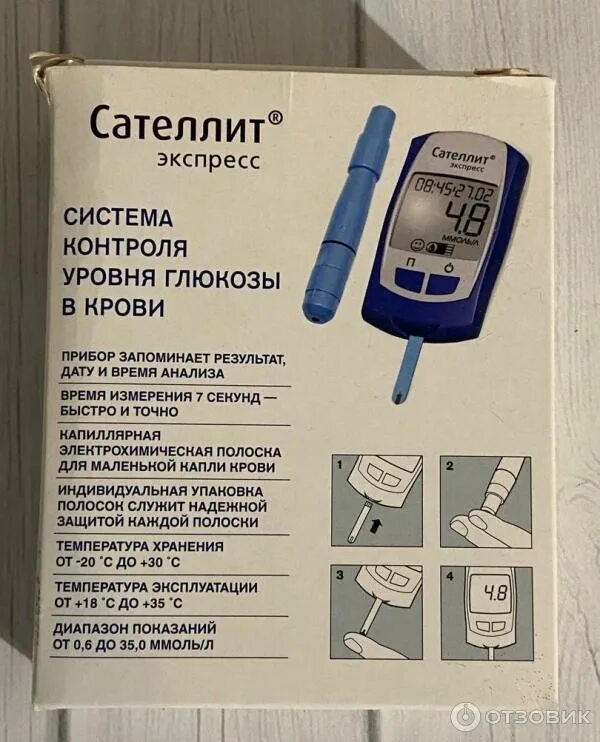 Сателлит®
экспресс
СИСТЕМА
КОНТРОЛЯ
УРОВНЯ ГЛЮКОЗЫ
В КРОВИ
ПРИБОР ЗАПОМИНАЕТ РЕЗУЛЬТАТ,
ДАТУ И ВРЕМЯ АНАЛИЗА
ВРЕМЯ ИЗМЕРЕНИЯ 7 СЕКУНД —
БЫСТРО И ТОЧНО
КАПИЛЛЯРНАЯ
ЭЛЕКТРОХИМИЧЕСКАЯ ПОЛОСКА
ДЛЯ МАЛЕНЬКОЙ КАПЛИ КРОВИ
ИНДИВИДУАЛЬНАЯ УПАКОВКА
ПОЛОСОК СЛУЖИТ НАДЕЖНОЙ
ЗАЩИТОЙ КАЖДОЙ ПОЛОСКИ
ТЕМПЕРАТУРА ХРАНЕНИЯ
ОТ -20 °С ДО +30 °С
ТЕМПЕРАТУРА ЭКСПЛУАТАЦИИ
ОТ +18 °С ДО +35 °С
ДИАПАЗОН ПОКАЗАНИЙ
ОТ 0,6 ДО 35,0 ММОЛЬ/Л
Сателлит®
экспресс
08:45:27.02
4.8
ММОЛЬ/Л
П
1
2
3
4
4.8
ОТЗОВИК